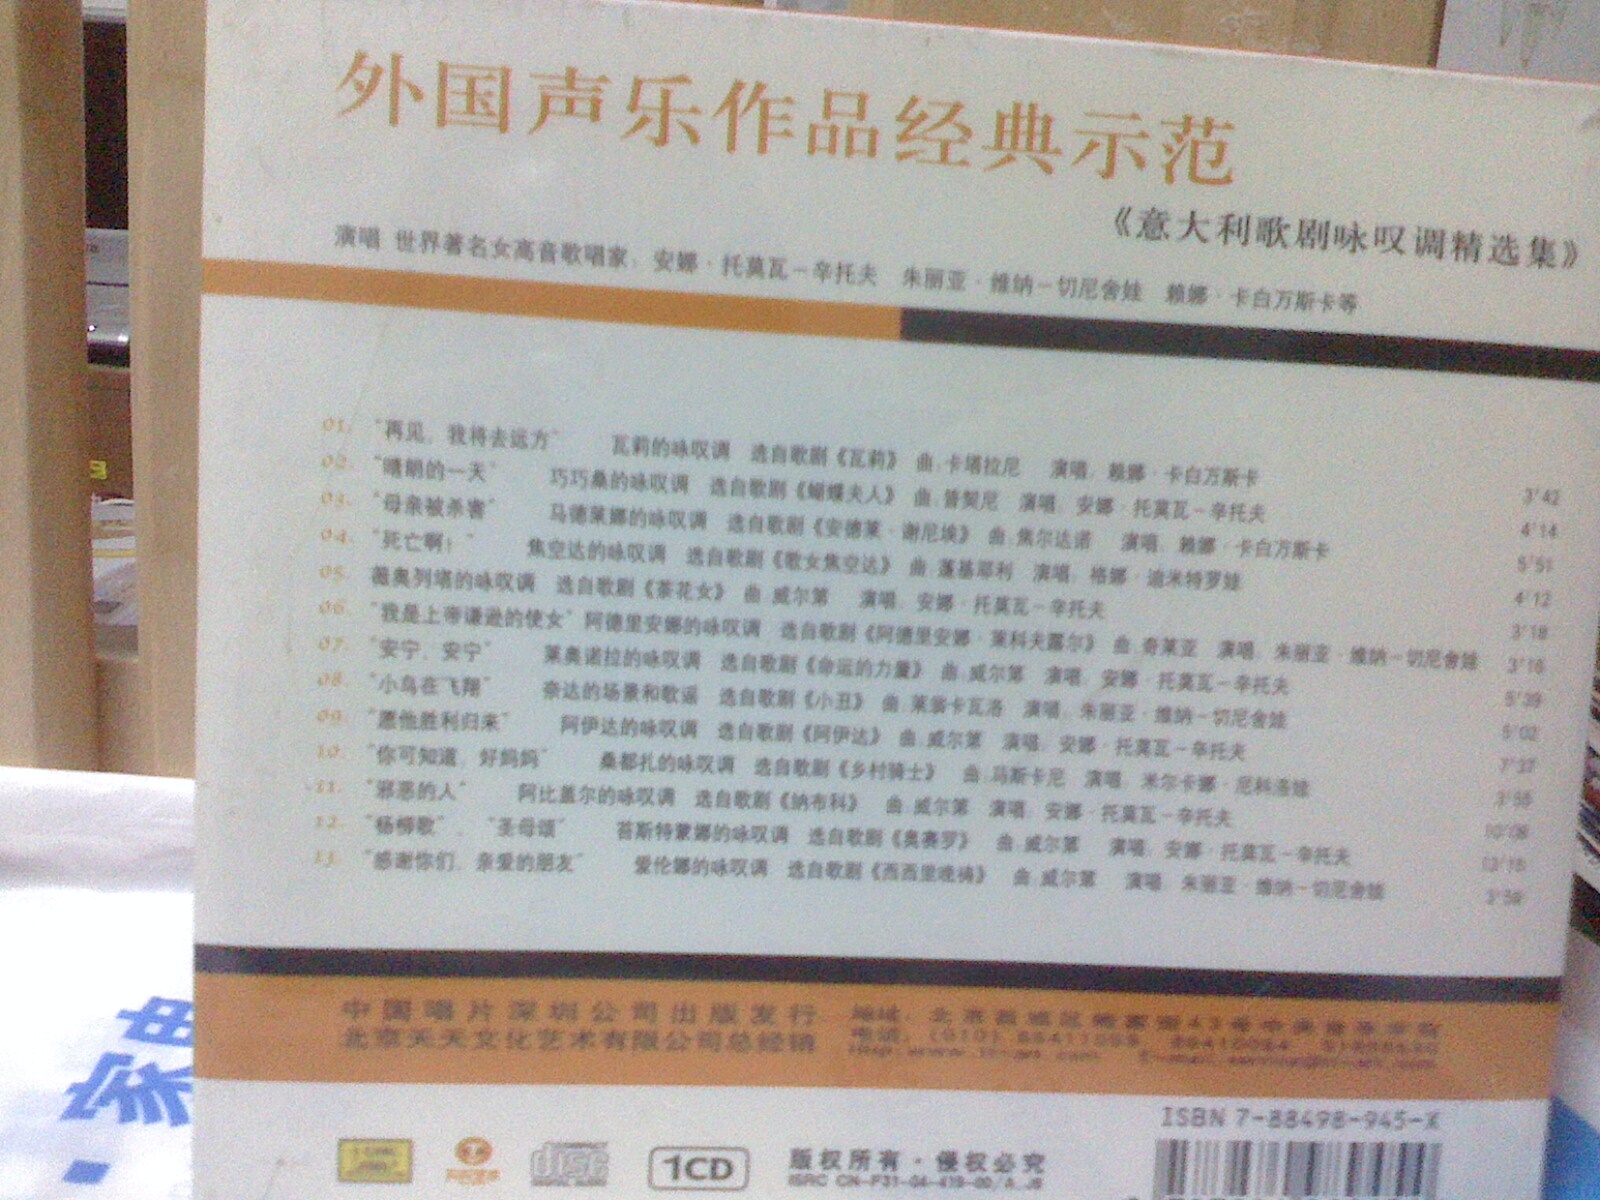 外国声乐作品经典示范
《意大利歌剧咏叹调精选集》
演唱 世界著名女高音歌唱家：安娜·托莫瓦－辛托夫 朱丽亚·维纳－切尼舍娃 赖娜·卡白万斯卡等
01. “再见，我将去远方” 瓦莉的咏叹调 选自歌剧《瓦莉》 曲：卡塔拉尼 演唱：赖娜·卡白万斯卡 3'42
02. “晴朗的一天” 巧巧桑的咏叹调 选自歌剧《蝴蝶夫人》 曲：普契尼 演唱：安娜·托莫瓦－辛托夫 4'14
03. “母亲被杀害” 马德莱娜的咏叹调 选自歌剧《安德莱·谢尼埃》 曲：焦尔达诺 演唱：赖娜·卡白万斯卡 5'51
04. “死亡啊！” 焦空达的咏叹调 选自歌剧《歌女焦空达》 曲：蓬基耶利 演唱：格娜·迪米特罗娃 4'12
05. 薇奥列塔的咏叹调 选自歌剧《茶花女》 曲：威尔第 演唱：安娜·托莫瓦－辛托夫 3'18
06. “我是上帝谦逊的使女” 阿德里安娜的咏叹调 选自歌剧《阿德里安娜·莱科夫露尔》 曲：奇莱亚 演唱：朱丽亚·维纳－切尼舍娃 3'16
07. “安宁，安宁” 莱奥诺拉的咏叹调 选自歌剧《命运的力量》 曲：威尔第 演唱：安娜·托莫瓦－辛托夫 5'39
08. “小鸟在飞翔” 奈达的场景和歌谣 选自歌剧《小丑》 曲：莱翁卡瓦洛 演唱：朱丽亚·维纳－切尼舍娃 5'02
09. “愿他胜利归来” 阿伊达的咏叹调 选自歌剧《阿伊达》 曲：威尔第 演唱：安娜·托莫瓦－辛托夫 7'37
10. “你可知道，好妈妈” 桑都扎的咏叹调 选自歌剧《乡村骑士》 曲：马斯卡尼 演唱：米尔卡娜·尼科洛娃
11. “邪恶的人” 阿比盖尔的咏叹调 选自歌剧《纳布科》 曲：威尔第 演唱：安娜·托莫瓦－辛托夫
12. “杨柳歌”、“圣母颂” 苔斯特蒙娜的咏叹调 选自歌剧《奥赛罗》 曲：威尔第 演唱：安娜·托莫瓦－辛托夫
13. “感谢你们，亲爱的朋友” 爱伦娜的咏叹调 选自歌剧《西西里晚祷》 曲：威尔第 演唱：朱丽亚·维纳－切尼舍娃
中国唱片深圳公司出版发行
北京天天文化艺术有限公司总经销
地址：北京
电话：(010)
ISBN 7-88498-945-X
disc
1CD
版权所有·侵权必究
ISRC CN-F31-04-419-00/A.J6